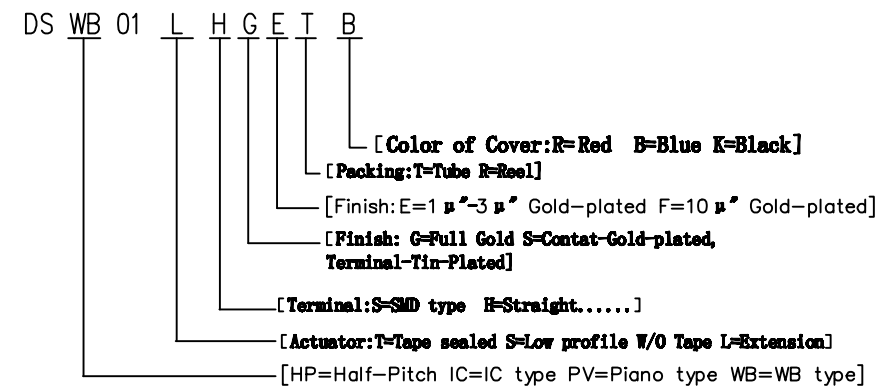 DS WB 01 L H G E T B
[Color of Cover:R=Red B=Blue K=Black]
[Packing:T=Tube R=Reel]
[Finish:E=1 μ"-3 μ" Gold-plated F=10 μ" Gold-plated]
[Finish: G=Full Gold S=Contat-Gold-plated,
Terminal-Tin-Plated]
[Terminal:S=SMD type H=Straight......]
[Actuator:T=Tape sealed S=Low profile W/O Tape L=Extension]
[HP=Half-Pitch IC=IC type PV=Piano type WB=WB type]